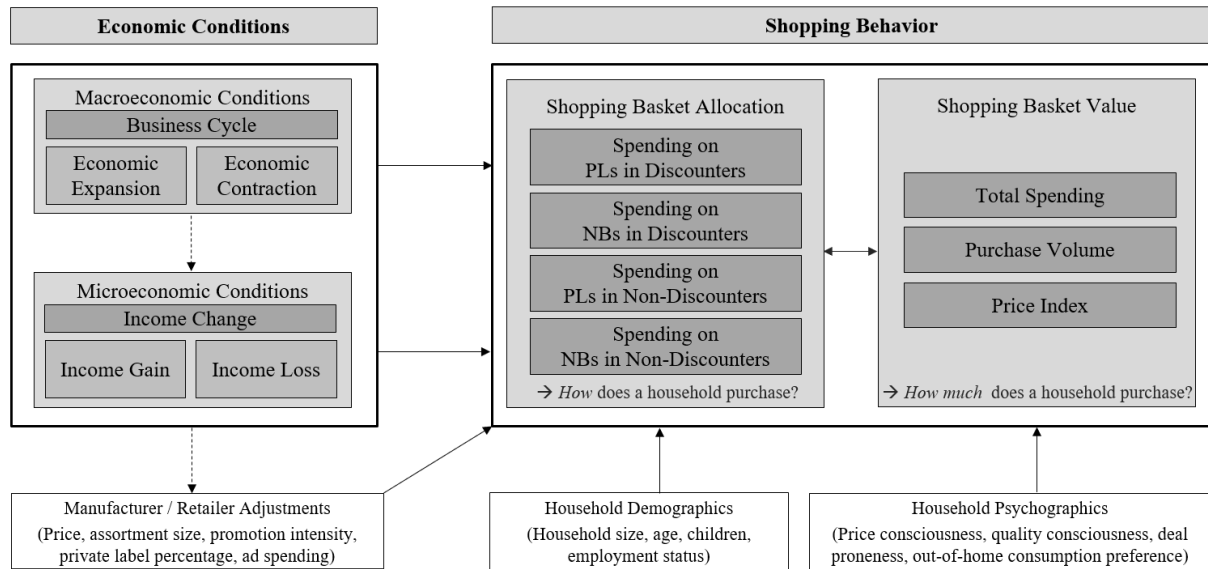 Economic Conditions
Shopping Behavior
Macroeconomic Conditions
Business Cycle
Economic
Expansion
Economic
Contraction
Microeconomic Conditions
Income Change
Income Gain
Income Loss
Shopping Basket Allocation
Spending on
PLs in Discounters
Spending on
NBs in Discounters
Spending on
PLs in Non-Discounters
Spending on
NBs in Non-Discounters
→ How does a household purchase?
Shopping Basket Value
Total Spending
Purchase Volume
Price Index
→ How much does a household purchase?
Manufacturer / Retailer Adjustments
(Price, assortment size, promotion intensity,
private label percentage, ad spending)
Household Demographics
(Household size, age, children,
employment status)
Household Psychographics
(Price consciousness, quality consciousness, deal
proneness, out-of-home consumption preference)